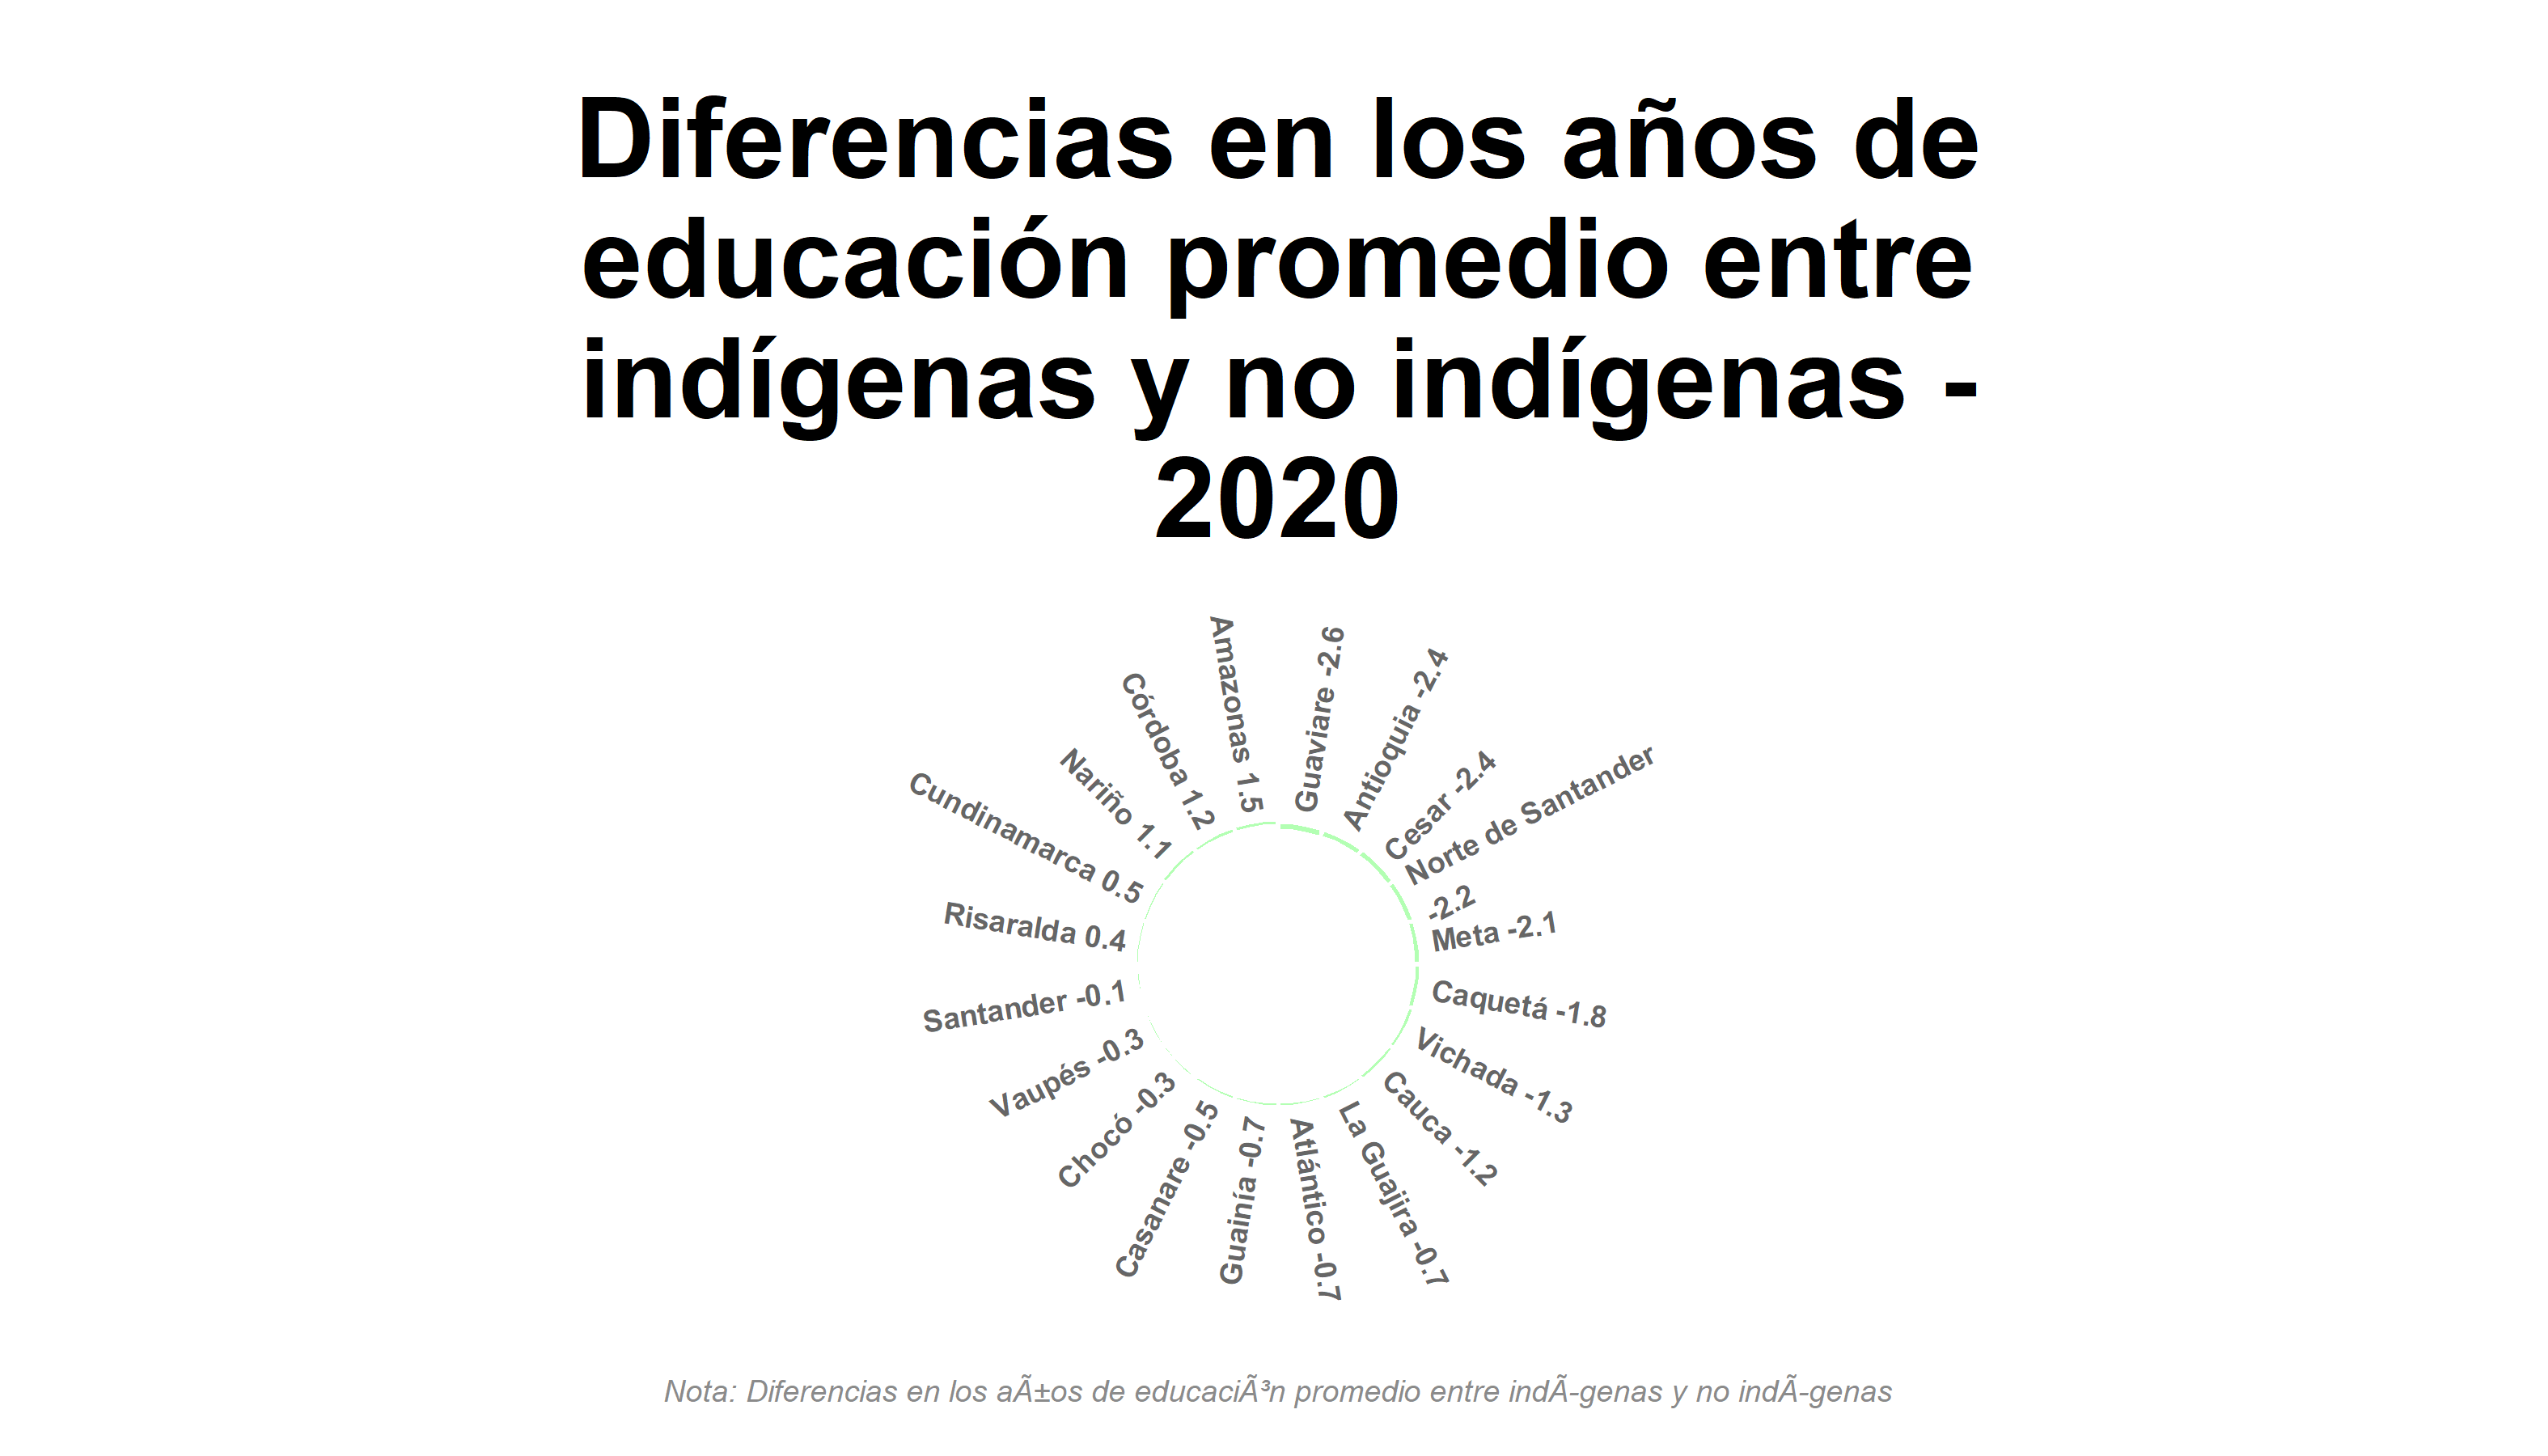 Diferencias en los años de
educación promedio entre
indígenas y no indígenas -
2020
Guaviare -2.6
Antioquia -2.4
Cesar -2.4
Norte de Santander
-2.2
Meta -2.1
Caquetá -1.8
Vichada -1.3
Cauca -1.2
La Guajira -0.7
Atlántico -0.7
Guainía -0.7
Casanare -0.5
Chocó -0.3
Vaupés -0.3
Santander -0.1
Risaralda 0.4
Cundinamarca 0.5
Nariño 1.1
Córdoba 1.2
Amazonas 1.5
Nota: Diferencias en los aÃ±os de educaciÃ³n promedio entre indÃ-genas y no indÃ-genas